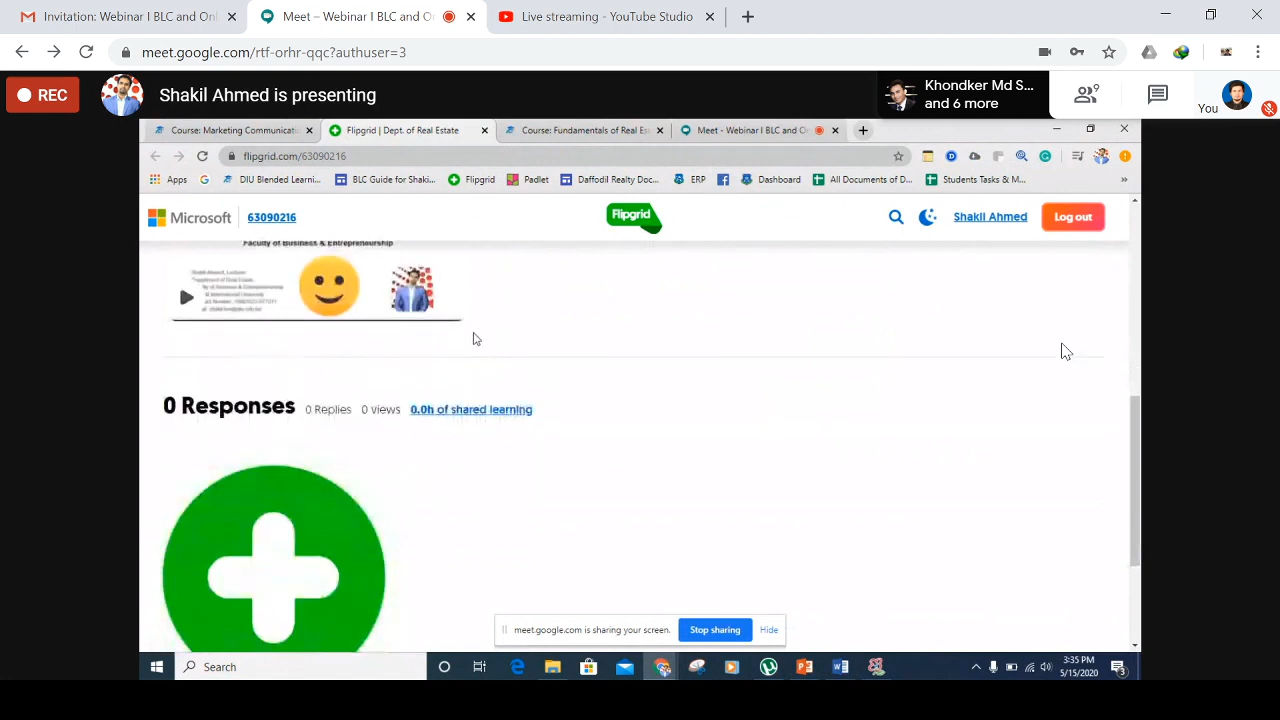 Invitation: Webinar I BLC and Onl
Meet – Webinar I BLC and O
Live streaming - YouTube Studio
meet.google.com/rtf-orhr-qqc?authuser=3
REC
Shakil Ahmed is presenting
Khondker Md S...
and 6 more
9
You
Course: Marketing Communicati
Flipgrid | Dept. of Real Estate
Course: Fundamentals of Real Es
Meet - Webinar I BLC and O
flipgrid.com/63090216
Apps
DIU Blended Learni...
BLC Guide for Shaki...
Flipgrid
Padlet
Daffodil Realty Doc...
ERP
Dashboard
All Documents of D...
Students Tasks & M...
Microsoft
63090216
Flipgrid
Shakil Ahmed
Log out
Faculty of Business & Entrepreneurship
0 Responses
0 Replies
0 views
0.0h of shared learning
meet.google.com is sharing your screen.
Stop sharing
Hide
Search
3:35 PM
5/15/2020
3